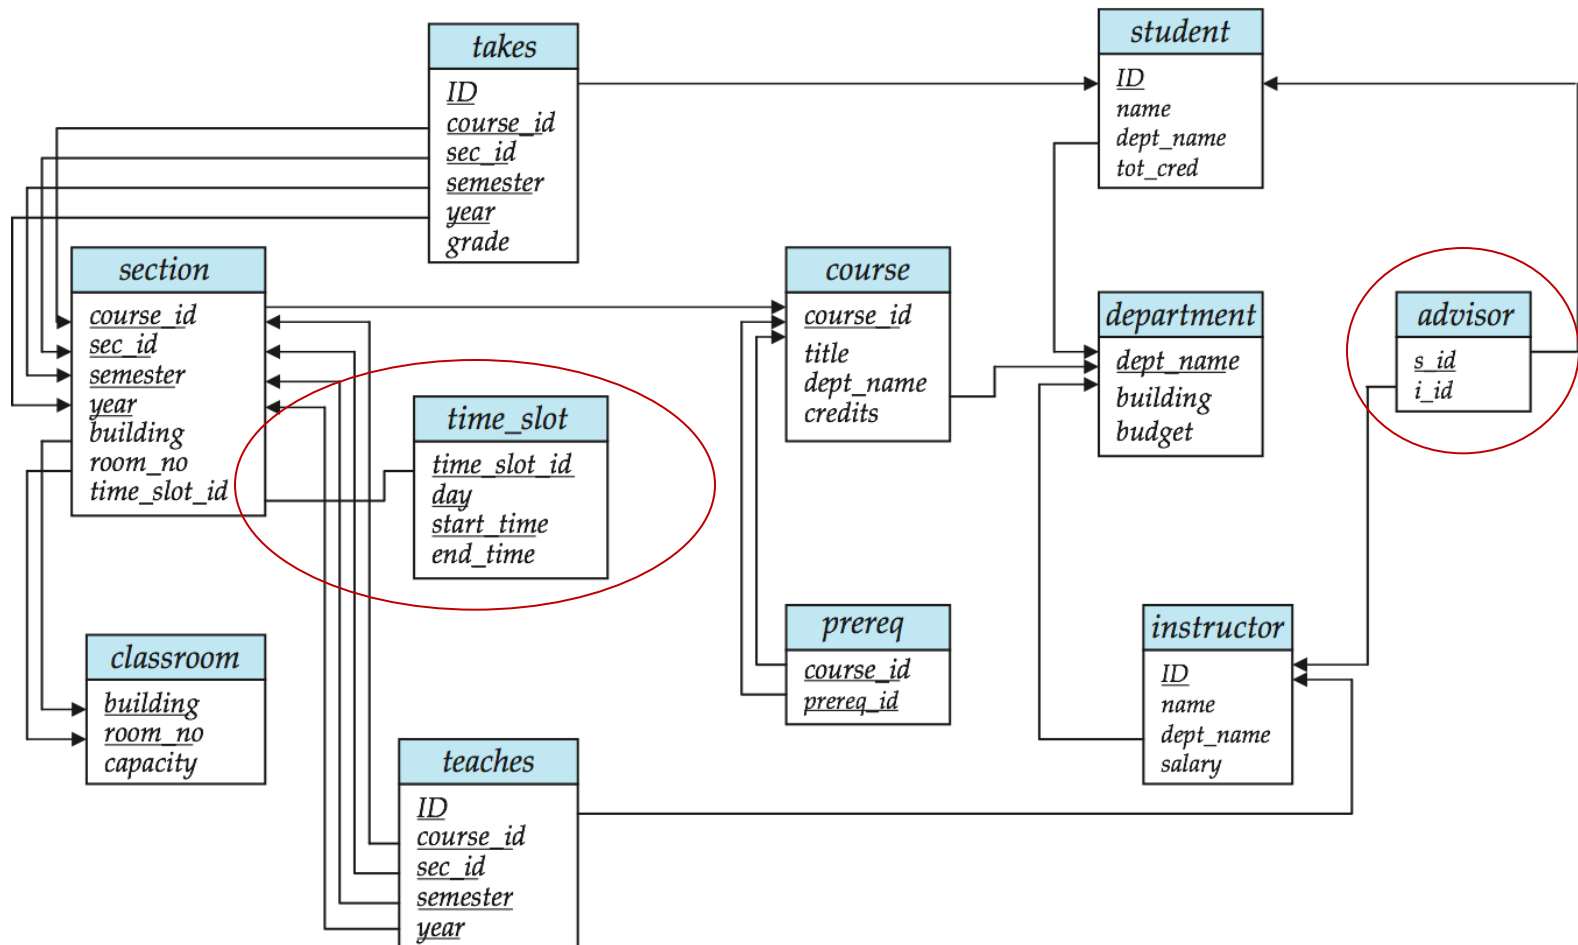 takes
ID
course_id
sec_id
semester
year
grade
student
ID
name
dept_name
tot_cred
section
course_id
sec_id
semester
year
building
room_no
time_slot_id
time_slot
time_slot_id
day
start_time
end_time
course
course_id
title
dept_name
credits
department
dept_name
building
budget
advisor
s_id
i_id
classroom
building
room_no
capacity
prereq
course_id
prereq_id
instructor
ID
name
dept_name
salary
teaches
ID
course_id
sec_id
semester
year